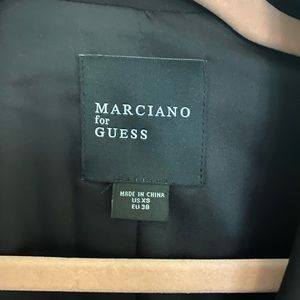 MARCIANO
for
GUESS
MADE IN CHINA
US XS
EU 38